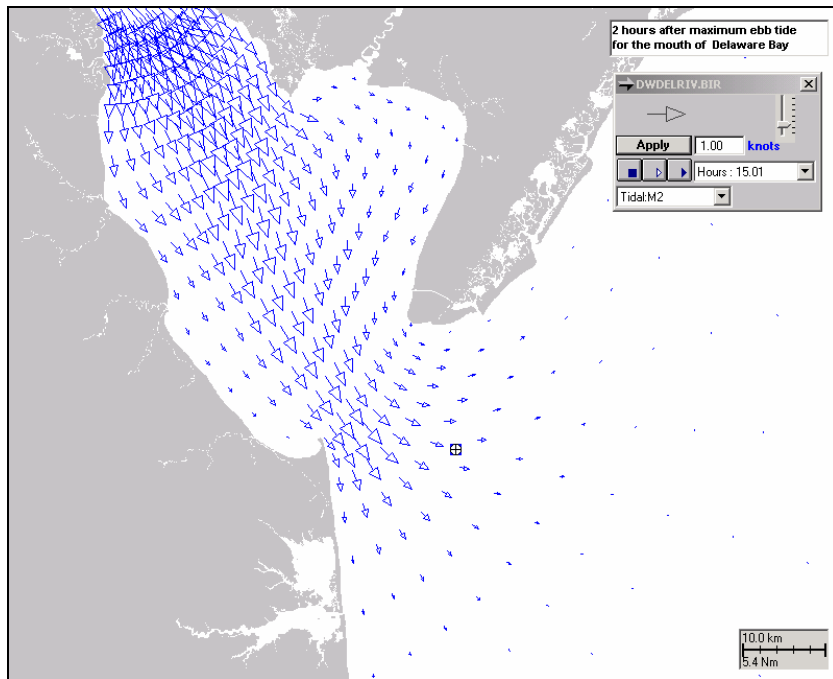 2 hours after maximum ebb tide
for the mouth of Delaware Bay
DWDELRIV.BIR
Apply 1.00 knots
Hours : 15.01
Tidal:M2
10.0 km
5.4 Nm